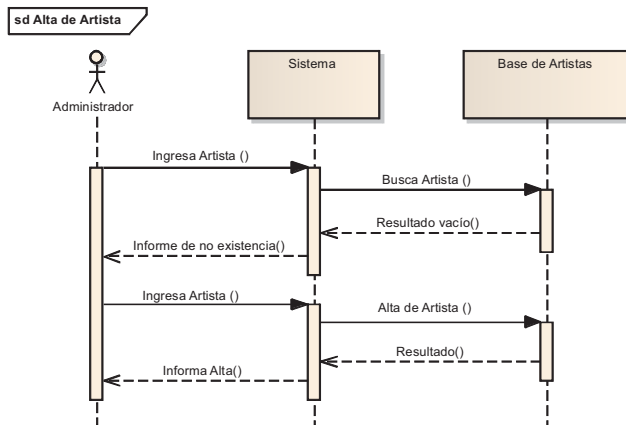 sd Alta de Artista
Administrador
Sistema
Base de Artistas
Ingresa Artista ()
Busca Artista ()
Resultado vacío()
Informe de no existencia()
Ingresa Artista ()
Alta de Artista ()
Resultado()
Informa Alta()